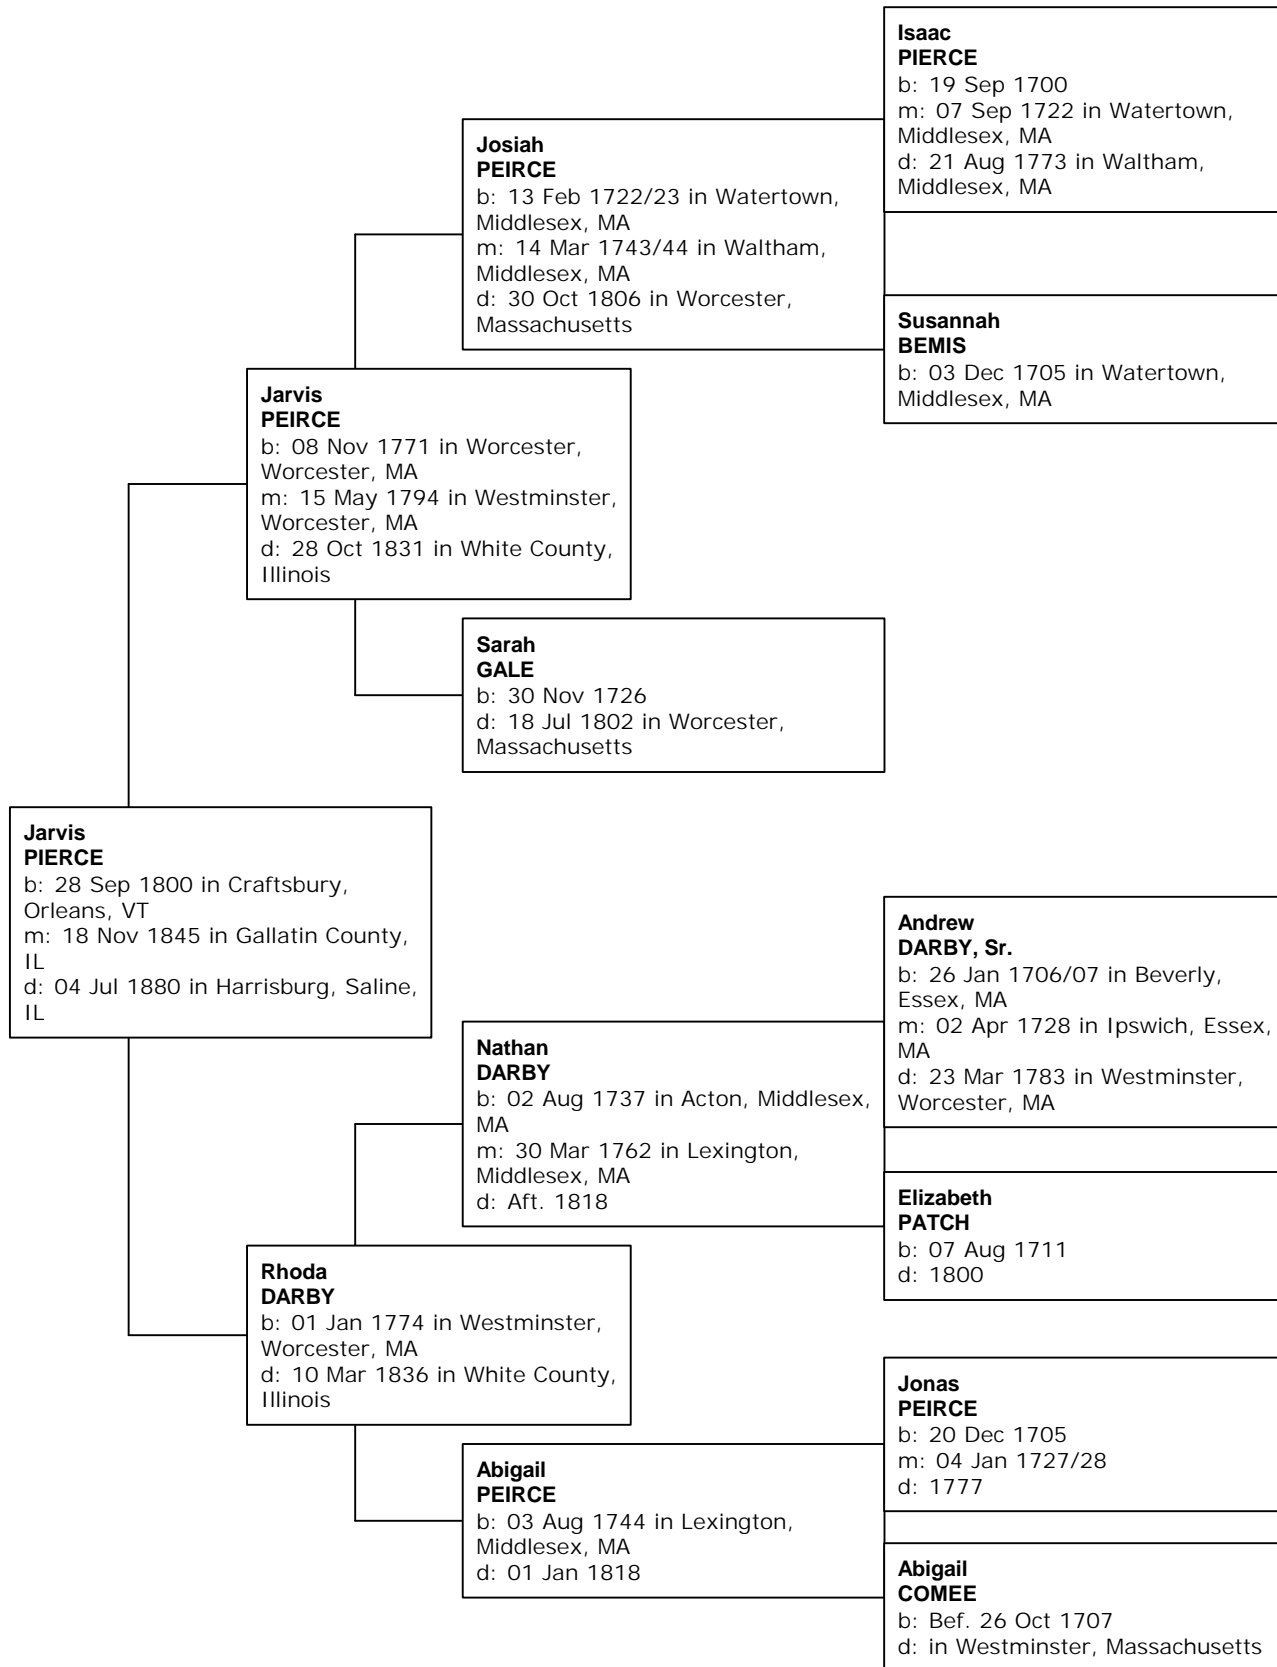 Isaac
PIERCE
b: 19 Sep 1700
m: 07 Sep 1722 in Watertown,
Middlesex, MA
d: 21 Aug 1773 in Waltham,
Middlesex, MA
Josiah
PEIRCE
b: 13 Feb 1722/23 in Watertown,
Middlesex, MA
m: 14 Mar 1743/44 in Waltham,
Middlesex, MA
d: 30 Oct 1806 in Worcester,
Massachusetts
Susannah
BEMIS
b: 03 Dec 1705 in Watertown,
Middlesex, MA
Jarvis
PEIRCE
b: 08 Nov 1771 in Worcester,
Worcester, MA
m: 15 May 1794 in Westminster,
Worcester, MA
d: 28 Oct 1831 in White County,
Illinois
Sarah
GALE
b: 30 Nov 1726
d: 18 Jul 1802 in Worcester,
Massachusetts
Jarvis
PIERCE
b: 28 Sep 1800 in Craftsbury,
Orleans, VT
m: 18 Nov 1845 in Gallatin County,
IL
d: 04 Jul 1880 in Harrisburg, Saline,
IL
Andrew
DARBY, Sr.
b: 26 Jan 1706/07 in Beverly,
Essex, MA
m: 02 Apr 1728 in Ipswich, Essex,
MA
d: 23 Mar 1783 in Westminster,
Worcester, MA
Nathan
DARBY
b: 02 Aug 1737 in Acton, Middlesex,
MA
m: 30 Mar 1762 in Lexington,
Middlesex, MA
d: Aft. 1818
Elizabeth
PATCH
b: 07 Aug 1711
d: 1800
Rhoda
DARBY
b: 01 Jan 1774 in Westminster,
Worcester, MA
d: 10 Mar 1836 in White County,
Illinois
Jonas
PEIRCE
b: 20 Dec 1705
m: 04 Jan 1727/28
d: 1777
Abigail
PEIRCE
b: 03 Aug 1744 in Lexington,
Middlesex, MA
d: 01 Jan 1818
Abigail
COMEE
b: Bef. 26 Oct 1707
d: in Westminster, Massachusetts